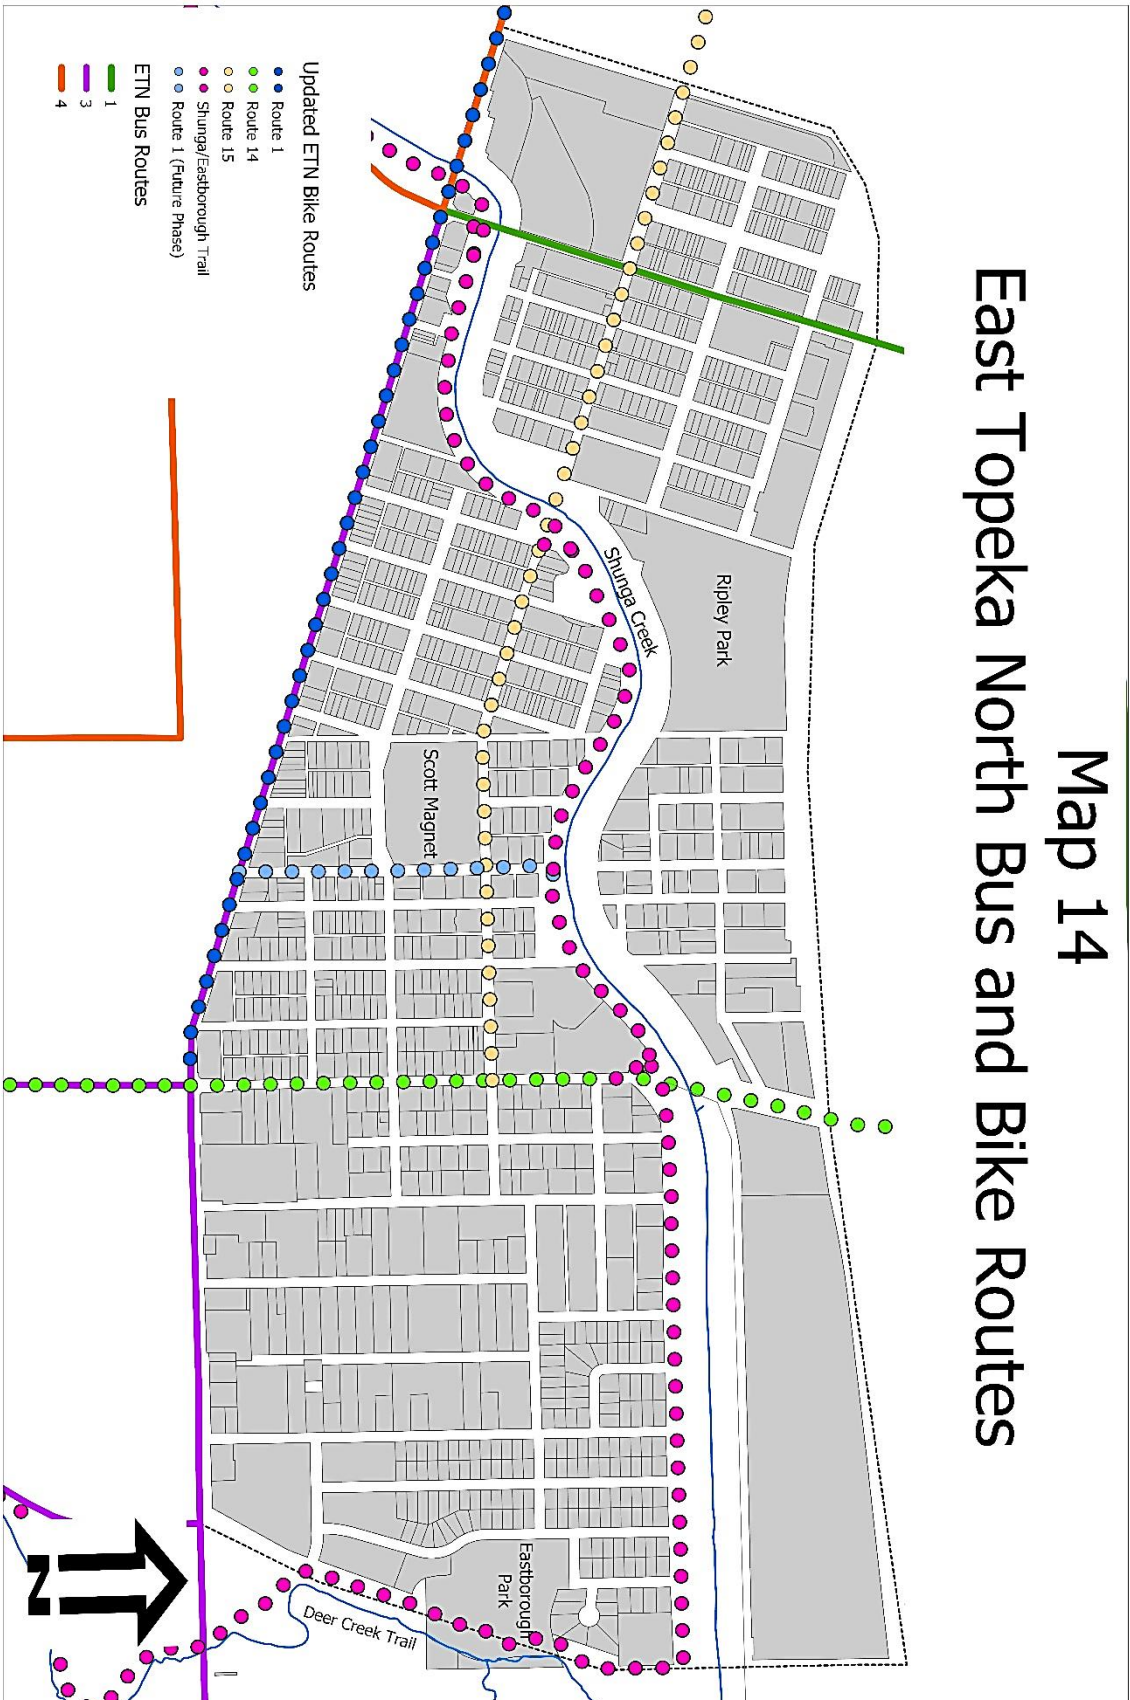 Map 14
East Topeka North Bus and Bike Routes
Ripley Park
Shunga Creek
Scott Magnet
Eastborough
Park
Deer Creek Trail
Updated ETN Bike Routes
Route 1
Route 14
Route 15
Shunga/Eastborough Trail
Route 1 (Future Phase)
ETN Bus Routes
1
3
4
N